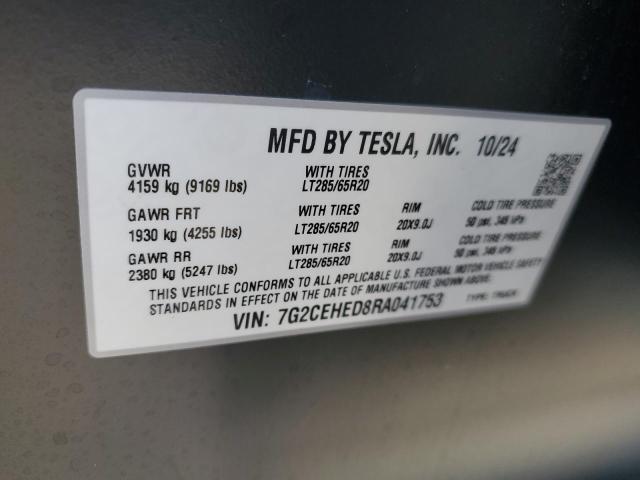 MFD BY TESLA, INC. 10/24
GVWR WITH TIRES
4159 kg (9169 lbs) LT285/65R20
GAWR FRT WITH TIRES RIM COLD TIRE PRESSURE
1930 kg (4255 lbs) LT285/65R20 20X9.0J 50 psi, 345 kPa
GAWR RR WITH TIRES RIM COLD TIRE PRESSURE
2380 kg (5247 lbs) LT285/65R20 20X9.0J 50 psi, 345 kPa
THIS VEHICLE CONFORMS TO ALL APPLICABLE U.S. FEDERAL MOTOR VEHICLE SAFETY
STANDARDS IN EFFECT ON THE DATE OF MANUFACTURE SHOWN ABOVE.
VIN: 7G2CEHED8RA041753 TYPE: TRUCK